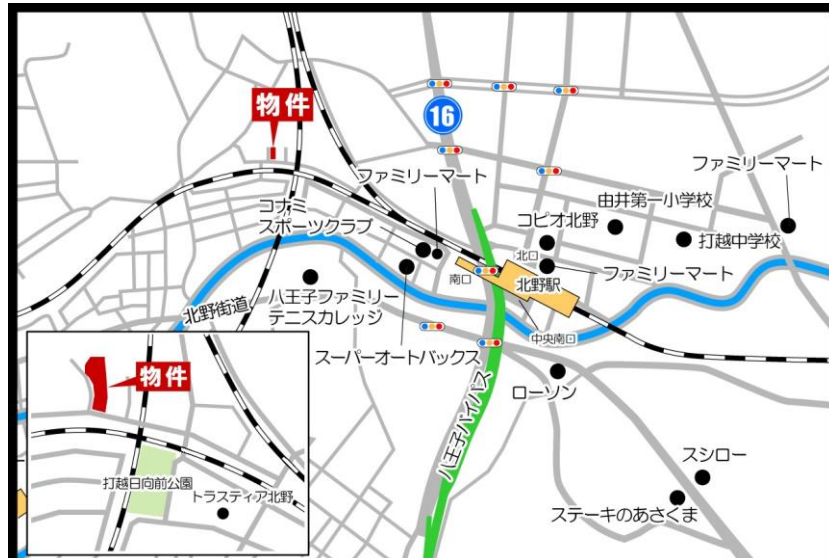 物件
16
ファミリーマート
ファミリーマート
コナミ
スポーツクラブ
コピオ北野
由井第一小学校
打越中学校
北口
南口
北野駅
ファミリーマート
北野街道
八王子ファミリー
テニスカレッジ
中央南口
スーパーオートバックス
ローソン
八王子バイパス
スシロー
ステーキのあさくま
物件
打越日向前公園
トラスティア北野